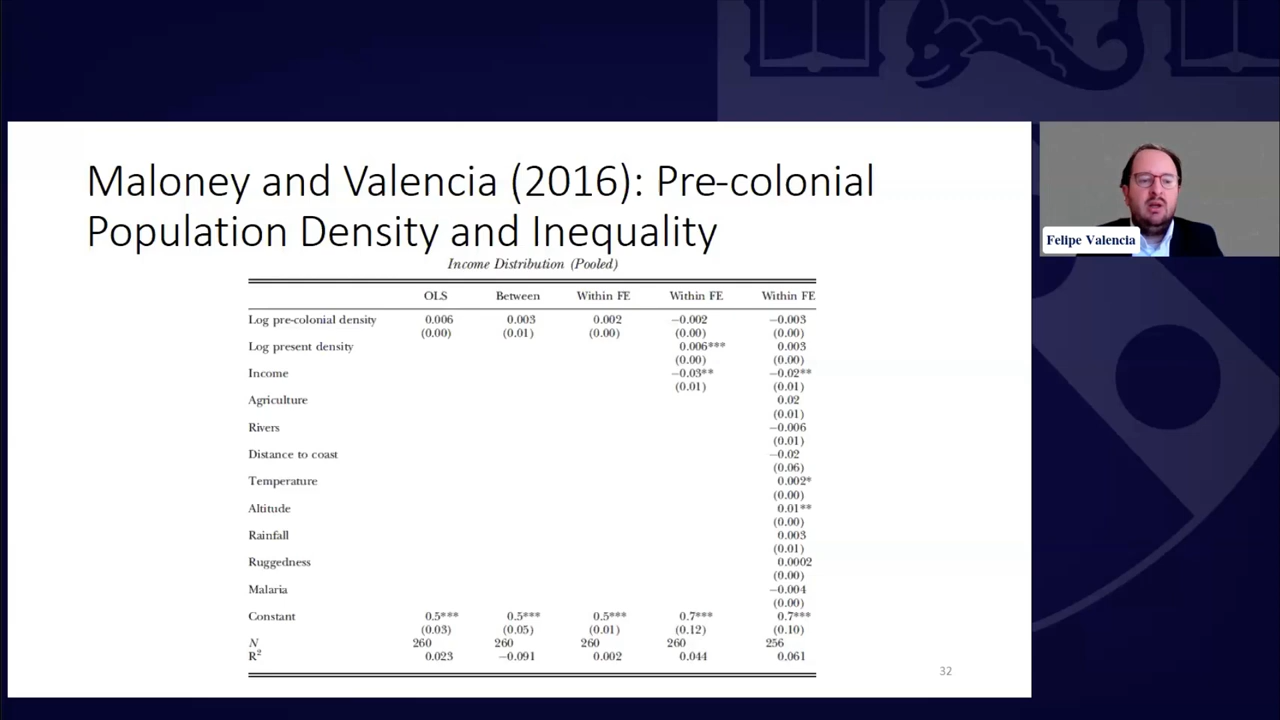 Maloney and Valencia (2016): Pre-colonial
Population Density and Inequality
Income Distribution (Pooled)
OLS Between Within FE Within FE Within FE
Log pre-colonial density 0.006 0.003 0.002 −0.002 −0.003
(0.00) (0.01) (0.00) (0.00) (0.00)
Log present density 0.006*** 0.003
(0.00) (0.00)
Income −0.03** −0.02**
(0.01) (0.01)
Agriculture 0.02
(0.01)
Rivers −0.006
(0.01)
Distance to coast −0.02
(0.06)
Temperature 0.002*
(0.00)
Altitude 0.01**
(0.00)
Rainfall 0.003
(0.01)
Ruggedness 0.0002
(0.00)
Malaria −0.004
(0.00)
Constant 0.5*** 0.5*** 0.5*** 0.7*** 0.7***
(0.03) (0.05) (0.01) (0.12) (0.10)
N 260 260 260 260 256
R² 0.023 −0.091 0.002 0.044 0.061
32
Felipe Valencia